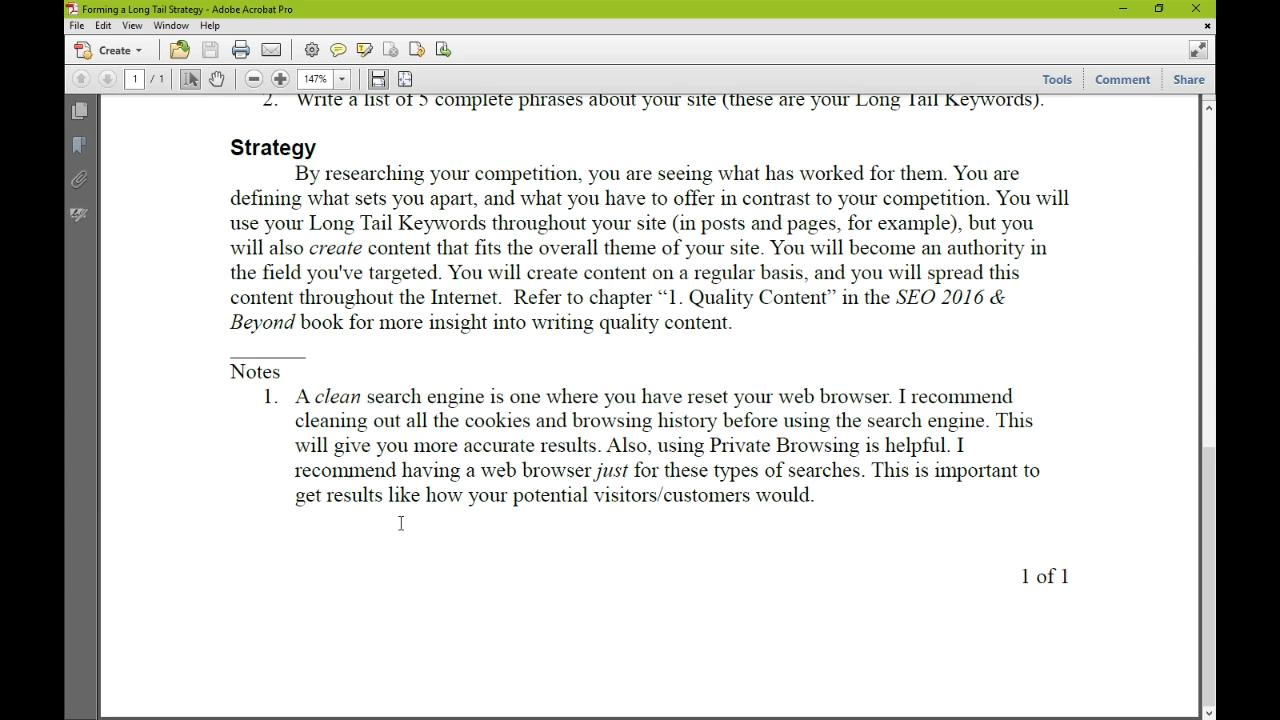 Forming a Long Tail Strategy - Adobe Acrobat Pro
File Edit View Window Help
Create
1 / 1 147% Tools Comment Share
2. Write a list of 5 complete phrases about your site (these are your Long Tail Keywords).
Strategy
By researching your competition, you are seeing what has worked for them. You are
defining what sets you apart, and what you have to offer in contrast to your competition. You will
use your Long Tail Keywords throughout your site (in posts and pages, for example), but you
will also create content that fits the overall theme of your site. You will become an authority in
the field you've targeted. You will create content on a regular basis, and you will spread this
content throughout the Internet.  Refer to chapter “1. Quality Content” in the SEO 2016 &
Beyond book for more insight into writing quality content.
Notes
1. A clean search engine is one where you have reset your web browser. I recommend
cleaning out all the cookies and browsing history before using the search engine. This
will give you more accurate results. Also, using Private Browsing is helpful. I
recommend having a web browser just for these types of searches. This is important to
get results like how your potential visitors/customers would.
1 of 1